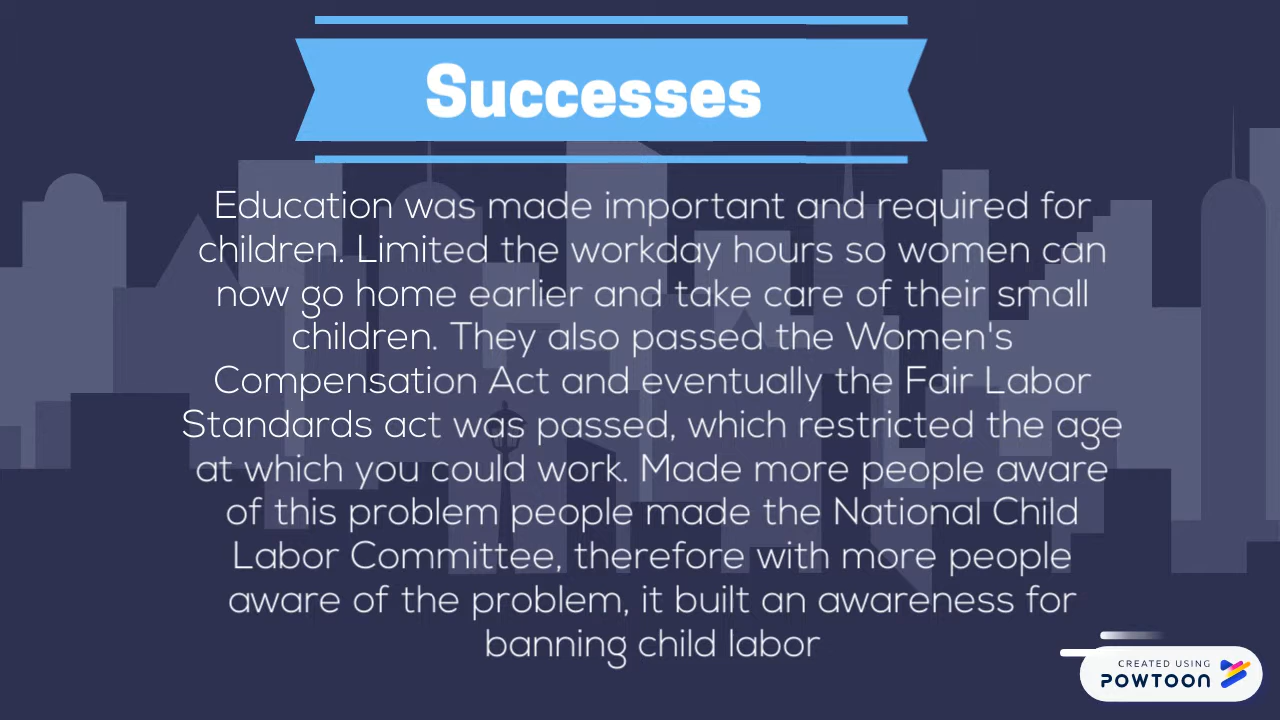 Successes
Education was made important and required for
children. Limited the workday hours so women can
now go home earlier and take care of their small
children. They also passed the Women's
Compensation Act and eventually the Fair Labor
Standards act was passed, which restricted the age
at which you could work. Made more people aware
of this problem people made the National Child
Labor Committee, therefore with more people
aware of the problem, it built an awareness for
banning child labor
CREATED USING
POWTOON